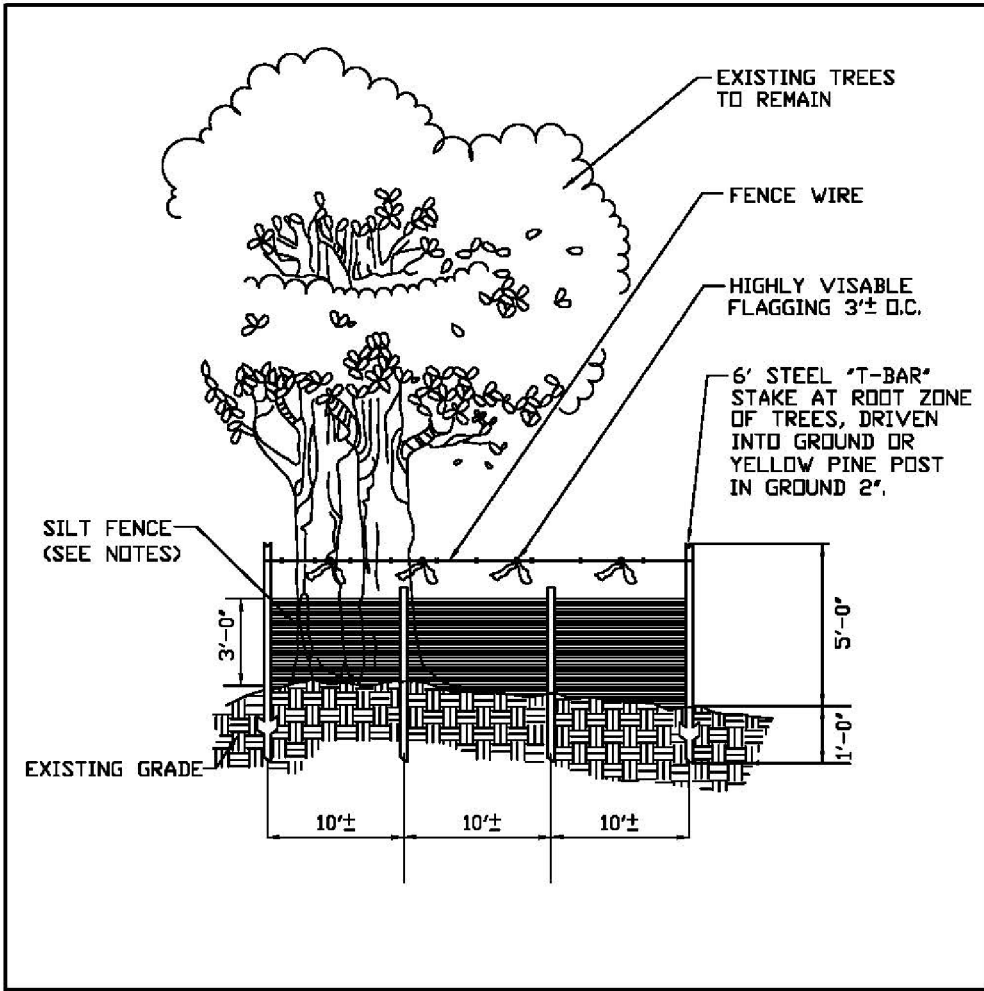 EXISTING TREES
TO REMAIN
FENCE WIRE
HIGHLY VISABLE
FLAGGING 3'± O.C.
6' STEEL "T-BAR"
STAKE AT ROOT ZONE
OF TREES, DRIVEN
INTO GROUND OR
YELLOW PINE POST
IN GROUND 2".
SILT FENCE
(SEE NOTES)
3'-0"
5'-0"
1'-0"
EXISTING GRADE
10'± 10'± 10'±